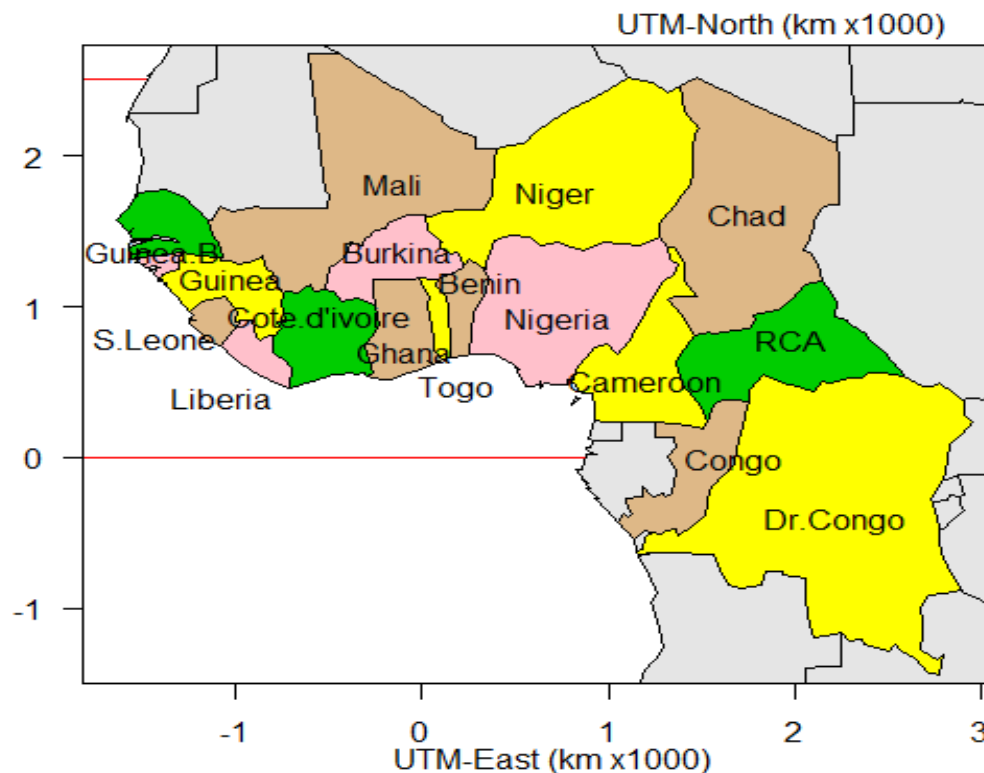 UTM-North (km x1000)
2
Mali
Niger
Chad
Guinea.B
Burkina
Guinea
Benin
1
Cote.d'ivoire
Nigeria
S.Leone
Ghana
RCA
Liberia
Togo
Cameroon
0
Congo
Dr.Congo
-1
-1 0 1 2 3
UTM-East (km x1000)